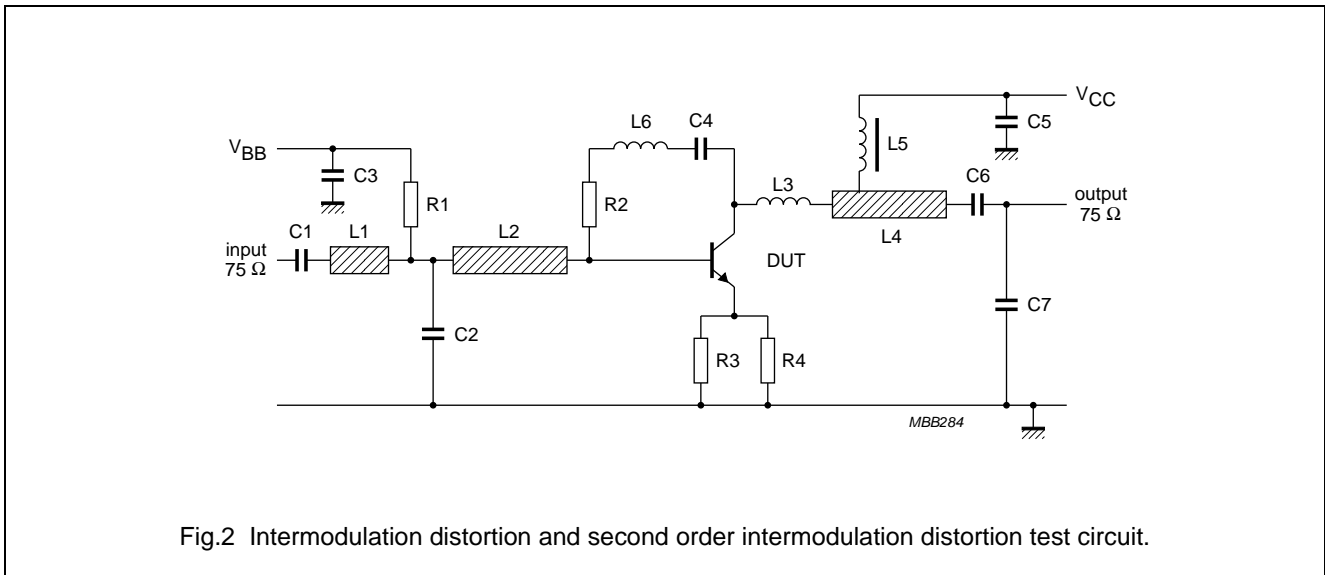 V_CC
C5
L6
C4
L5
V_BB
C3
C6
L3
R1
R2
output
75 Ω
C1
L1
L2
L4
input
75 Ω
DUT
C7
C2
R3
R4
MBB284
Fig.2 Intermodulation distortion and second order intermodulation distortion test circuit.